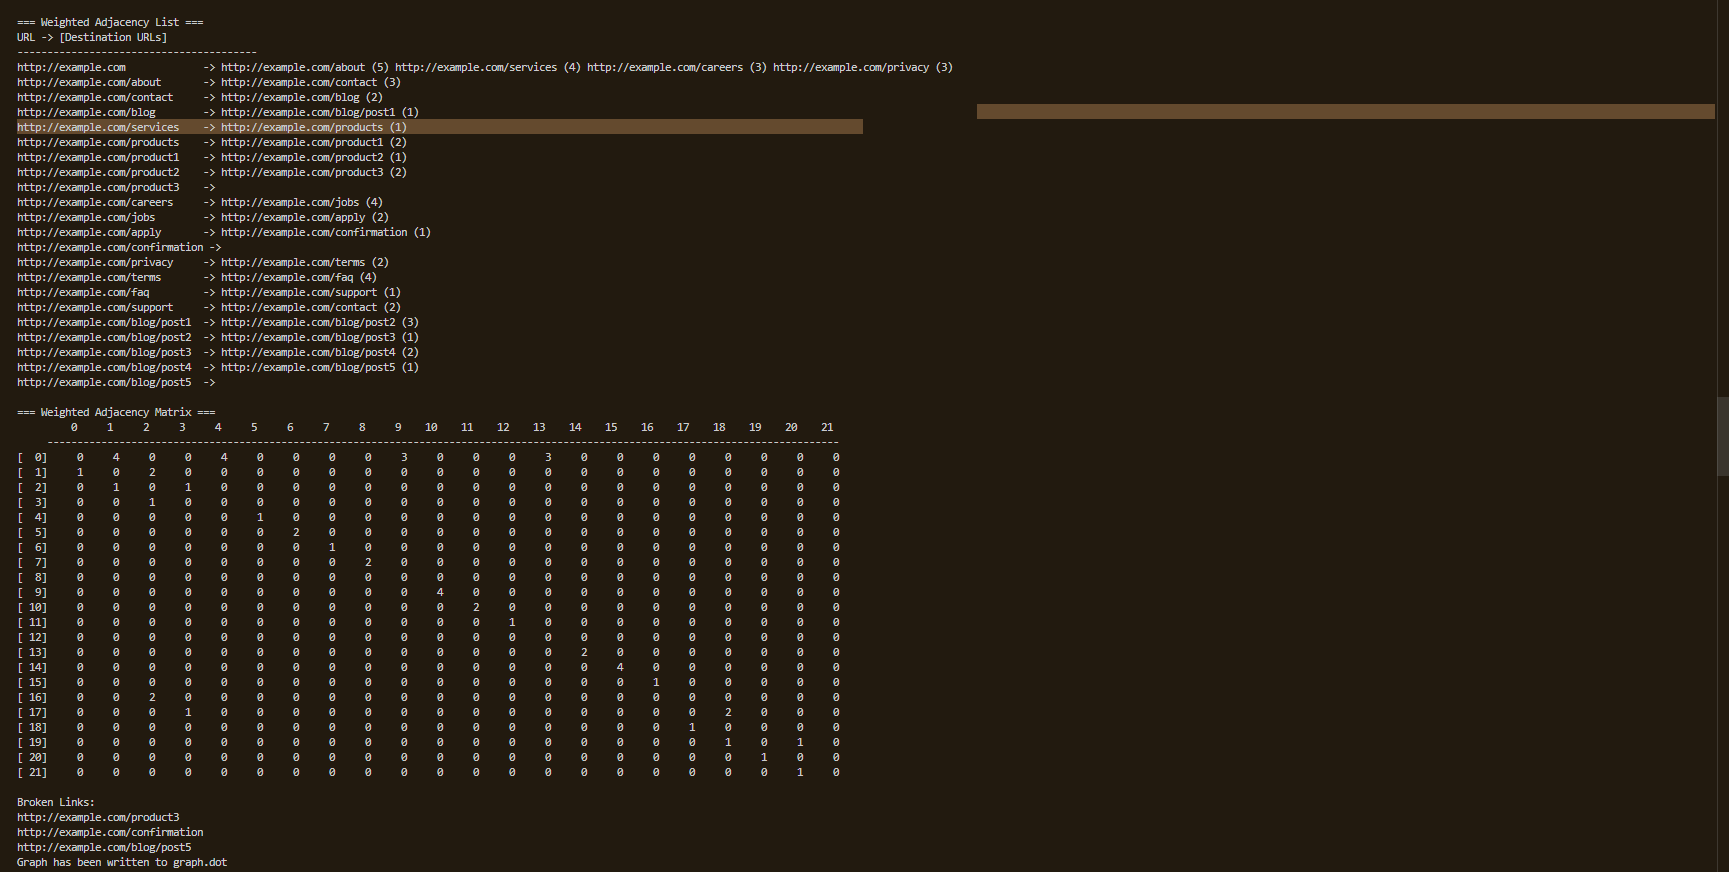 === Weighted Adjacency List ===
URL -> [Destination URLs]
----------------------------------------
http://example.com             -> http://example.com/about (5) http://example.com/services (4) http://example.com/careers (3) http://example.com/privacy (3)
http://example.com/about       -> http://example.com/contact (3)
http://example.com/contact     -> http://example.com/blog (2)
http://example.com/blog        -> http://example.com/blog/post1 (1)
http://example.com/services    -> http://example.com/products (1)
http://example.com/products    -> http://example.com/product1 (2)
http://example.com/product1    -> http://example.com/product2 (1)
http://example.com/product2    -> http://example.com/product3 (2)
http://example.com/product3    ->
http://example.com/careers     -> http://example.com/jobs (4)
http://example.com/jobs        -> http://example.com/apply (2)
http://example.com/apply       -> http://example.com/confirmation (1)
http://example.com/confirmation ->
http://example.com/privacy     -> http://example.com/terms (2)
http://example.com/terms       -> http://example.com/faq (4)
http://example.com/faq         -> http://example.com/support (1)
http://example.com/support     -> http://example.com/contact (2)
http://example.com/blog/post1  -> http://example.com/blog/post2 (3)
http://example.com/blog/post2  -> http://example.com/blog/post3 (1)
http://example.com/blog/post3  -> http://example.com/blog/post4 (2)
http://example.com/blog/post4  -> http://example.com/blog/post5 (1)
http://example.com/blog/post5  ->
=== Weighted Adjacency Matrix ===
0 1 2 3 4 5 6 7 8 9 10 11 12 13 14 15 16 17 18 19 20 21
------------------------------------------------------------------------------------------------------------------------------------
[  0] 0 4 0 0 4 0 0 0 0 3 0 0 0 3 0 0 0 0 0 0 0 0
[  1] 1 0 2 0 0 0 0 0 0 0 0 0 0 0 0 0 0 0 0 0 0 0
[  2] 0 1 0 1 0 0 0 0 0 0 0 0 0 0 0 0 0 0 0 0 0 0
[  3] 0 0 1 0 0 0 0 0 0 0 0 0 0 0 0 0 0 0 0 0 0 0
[  4] 0 0 0 0 0 1 0 0 0 0 0 0 0 0 0 0 0 0 0 0 0 0
[  5] 0 0 0 0 0 0 2 0 0 0 0 0 0 0 0 0 0 0 0 0 0 0
[  6] 0 0 0 0 0 0 0 1 0 0 0 0 0 0 0 0 0 0 0 0 0 0
[  7] 0 0 0 0 0 0 0 0 2 0 0 0 0 0 0 0 0 0 0 0 0 0
[  8] 0 0 0 0 0 0 0 0 0 0 0 0 0 0 0 0 0 0 0 0 0 0
[  9] 0 0 0 0 0 0 0 0 0 0 4 0 0 0 0 0 0 0 0 0 0 0
[ 10] 0 0 0 0 0 0 0 0 0 0 0 2 0 0 0 0 0 0 0 0 0 0
[ 11] 0 0 0 0 0 0 0 0 0 0 0 0 1 0 0 0 0 0 0 0 0 0
[ 12] 0 0 0 0 0 0 0 0 0 0 0 0 0 0 0 0 0 0 0 0 0 0
[ 13] 0 0 0 0 0 0 0 0 0 0 0 0 0 0 2 0 0 0 0 0 0 0
[ 14] 0 0 0 0 0 0 0 0 0 0 0 0 0 0 0 4 0 0 0 0 0 0
[ 15] 0 0 0 0 0 0 0 0 0 0 0 0 0 0 0 0 1 0 0 0 0 0
[ 16] 0 0 2 0 0 0 0 0 0 0 0 0 0 0 0 0 0 0 0 0 0 0
[ 17] 0 0 0 1 0 0 0 0 0 0 0 0 0 0 0 0 0 0 2 0 0 0
[ 18] 0 0 0 0 0 0 0 0 0 0 0 0 0 0 0 0 0 1 0 0 0 0
[ 19] 0 0 0 0 0 0 0 0 0 0 0 0 0 0 0 0 0 0 1 0 1 0
[ 20] 0 0 0 0 0 0 0 0 0 0 0 0 0 0 0 0 0 0 0 1 0 0
[ 21] 0 0 0 0 0 0 0 0 0 0 0 0 0 0 0 0 0 0 0 0 1 0
Broken Links:
http://example.com/product3
http://example.com/confirmation
http://example.com/blog/post5
Graph has been written to graph.dot